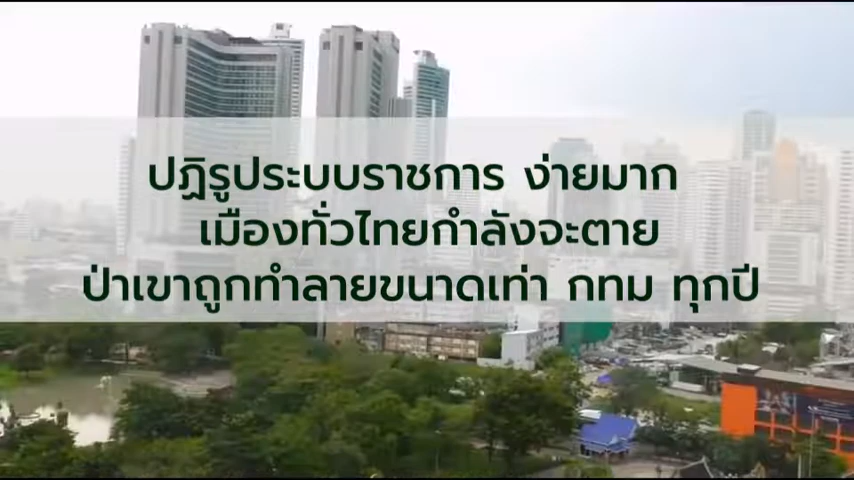 ปฏิรูประบบราชการ ง่ายมาก
เมืองทั่วไทยกำลังจะตาย
ป่าเขาถูกทำลายขนาดเท่า กทม ทุกปี